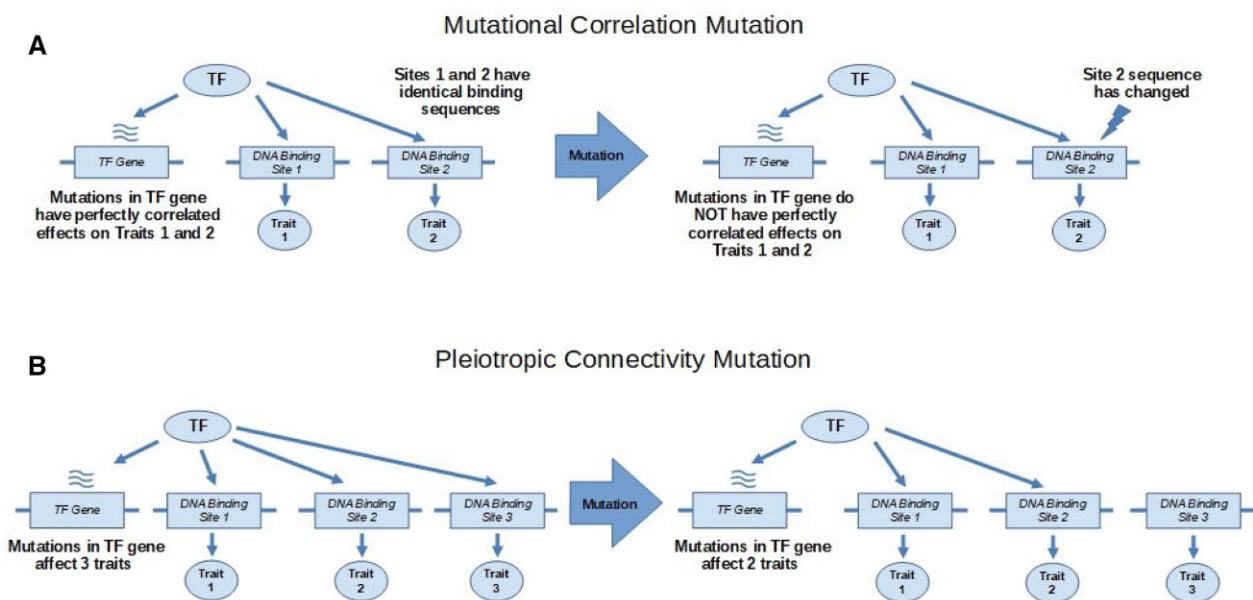 Mutational Correlation Mutation
A
TF
Sites 1 and 2 have
identical binding
sequences
TF Gene
DNA Binding
Site 1
DNA Binding
Site 2
Mutations in TF gene
have perfectly correlated
effects on Traits 1 and 2
Trait
1
Trait
2
Mutation
TF
Site 2 sequence
has changed
TF Gene
DNA Binding
Site 1
DNA Binding
Site 2
Mutations in TF gene do
NOT have perfectly
correlated effects on
Traits 1 and 2
Trait
1
Trait
2
Pleiotropic Connectivity Mutation
B
TF
TF Gene
DNA Binding
Site 1
DNA Binding
Site 2
DNA Binding
Site 3
Mutations in TF gene
affect 3 traits
Trait
1
Trait
2
Trait
3
Mutation
TF
TF Gene
DNA Binding
Site 1
DNA Binding
Site 2
DNA Binding
Site 3
Mutations in TF gene
affect 2 traits
Trait
1
Trait
2
Trait
3